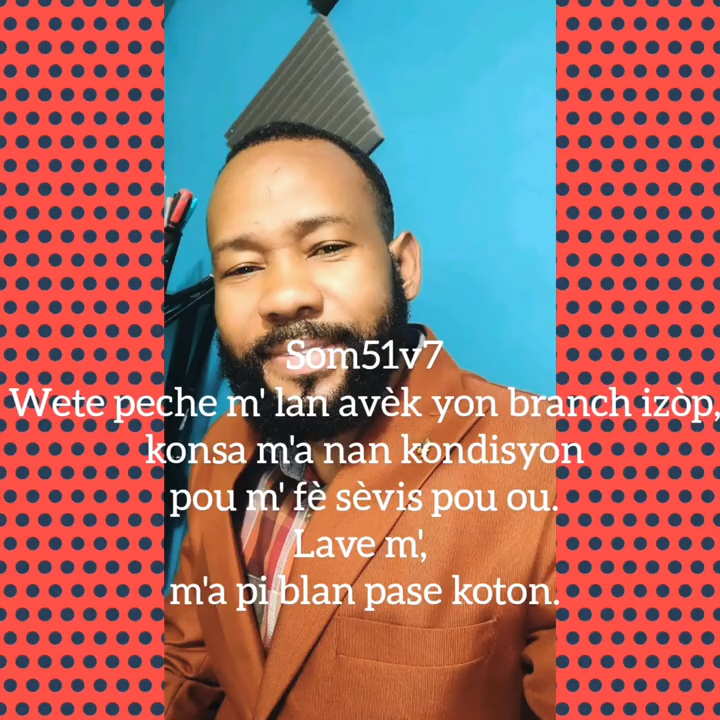 Som51v7
Wete peche m' lan avèk yon branch izòp,
konsa m'a nan kondisyon
pou m' fè sèvis pou ou.
Lave m',
m'a pi blan pase koton.